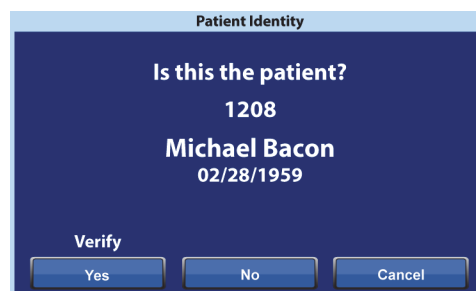 Patient Identity
Is this the patient?
1208
Michael Bacon
02/28/1959
Verify
Yes No Cancel